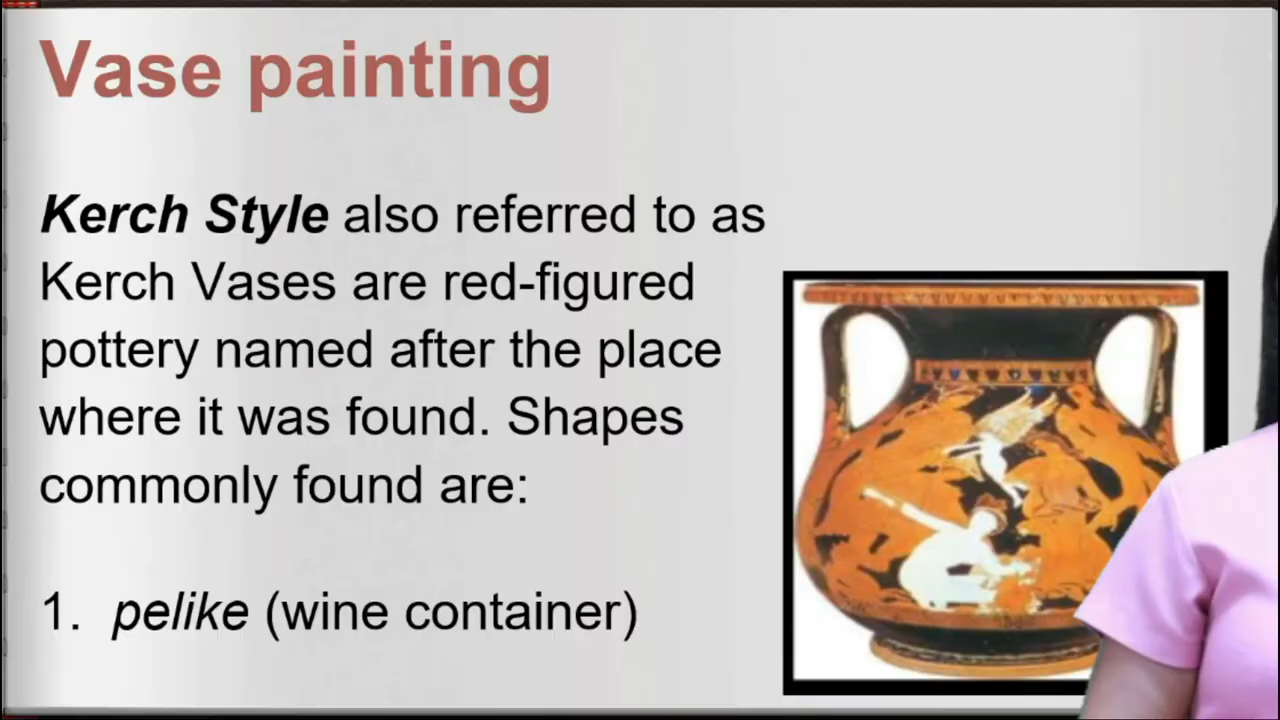 Vase painting
Kerch Style also referred to as
Kerch Vases are red-figured
pottery named after the place
where it was found. Shapes
commonly found are:
1. pelike (wine container)